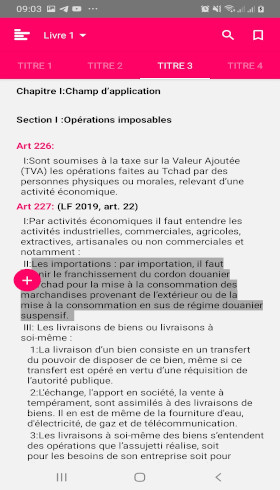 09:03
Livre 1
TITRE 1 TITRE 2 TITRE 3 TITRE 4
Chapitre I:Champ d'application
Section I :Opérations imposables
Art 226:
I:Sont soumises à la taxe sur la Valeur Ajoutée
(TVA) les opérations faites au Tchad par des
personnes physiques ou morales, relevant d'une
activité économique.
Art 227: (LF 2019, art. 22)
I:Par activités économiques il faut entendre les
activités industrielles, commerciales, agricoles,
extractives, artisanales ou non commerciales et
notamment :
II:Les importations : par importation, il faut
nir le franchissement du cordon douanier
chad pour la mise à la consommation des
marchandises provenant de l'extérieur ou de la
mise à la consommation en sus de régime douanier
suspensif.
III: Les livraisons de biens ou livraisons à
soi-même :
1:La livraison d'un bien consiste en un transfert
du pouvoir de disposer de ce bien, même si ce
transfert est opéré en vertu d'une réquisition de
l'autorité publique.
2:L'échange, l'apport en société, la vente à
tempérament, sont assimilés à des livraisons de
biens. Il en est de même de la fourniture d'eau,
d'électricité, de gaz et de télécommunication.
3:Les livraisons à soi-même des biens s'entendent
des opérations que l'assujetti réalise, soit
pour les besoins de son entreprise soit pour